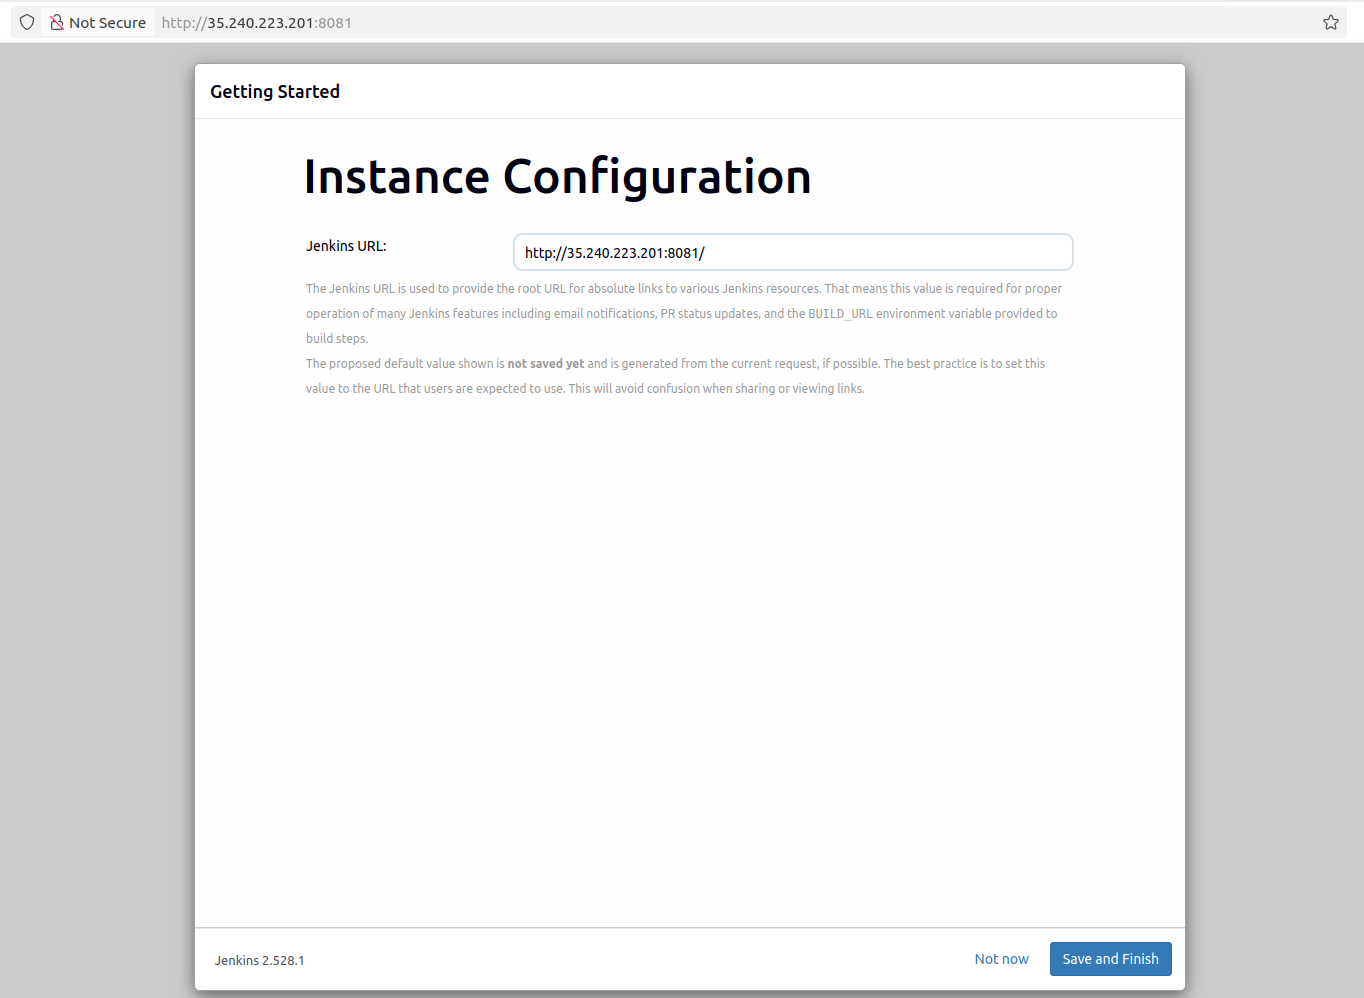 Not Secure http://35.240.223.201:8081
Getting Started
Instance Configuration
Jenkins URL: http://35.240.223.201:8081/
The Jenkins URL is used to provide the root URL for absolute links to various Jenkins resources. That means this value is required for proper
operation of many Jenkins features including email notifications, PR status updates, and the BUILD_URL environment variable provided to
build steps.
The proposed default value shown is not saved yet and is generated from the current request, if possible. The best practice is to set this
value to the URL that users are expected to use. This will avoid confusion when sharing or viewing links.
Jenkins 2.528.1 Not now Save and Finish